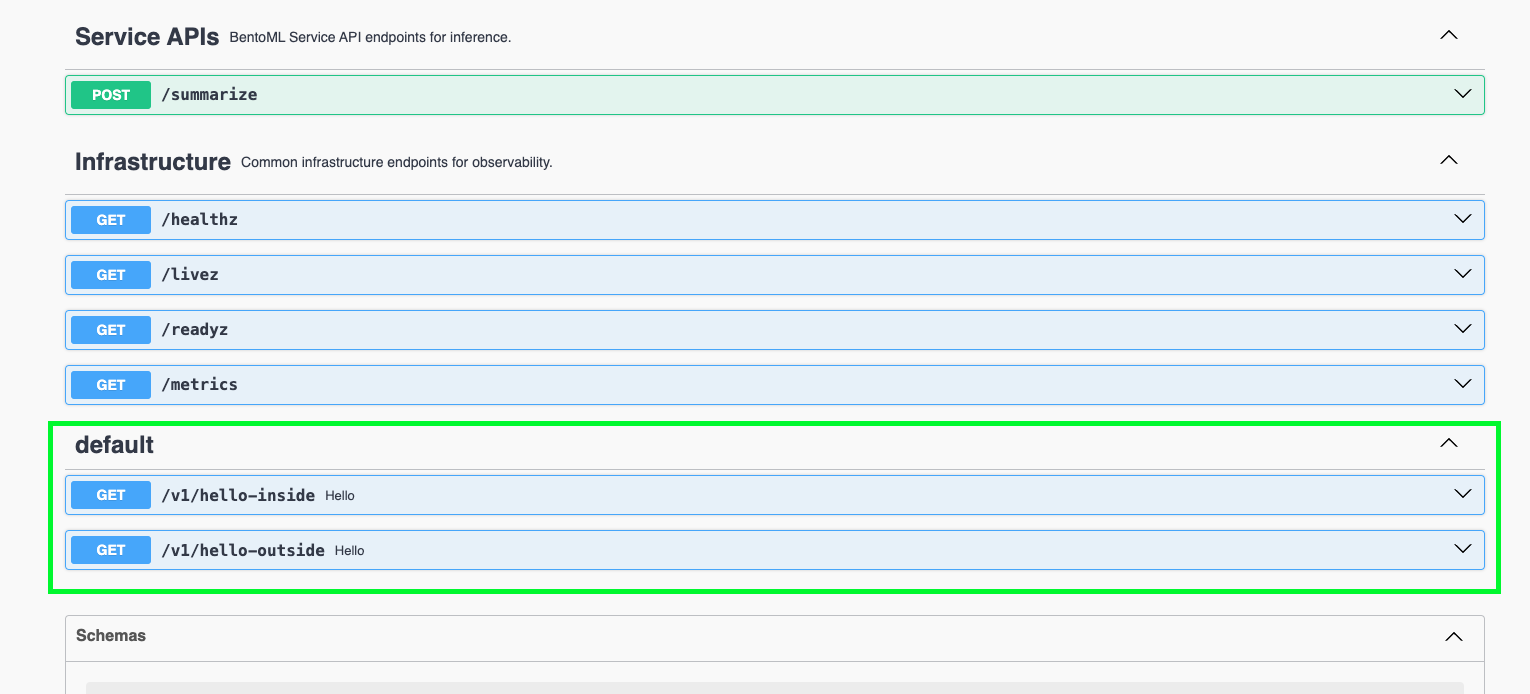 Service APIs BentoML Service API endpoints for inference.
POST /summarize
Infrastructure Common infrastructure endpoints for observability.
GET /healthz
GET /livez
GET /readyz
GET /metrics
default
GET /v1/hello-inside Hello
GET /v1/hello-outside Hello
Schemas